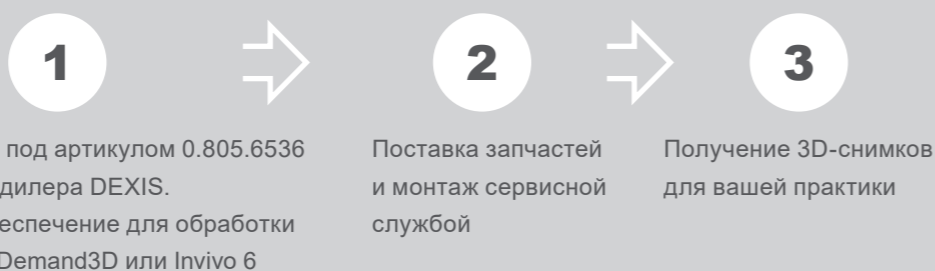 1
под артикулом 0.805.6536
дилера DEXIS.
еспечение для обработки
Demand3D или Invivo 6
2
Поставка запчастей
и монтаж сервисной
службой
3
Получение 3D-снимков
для вашей практики